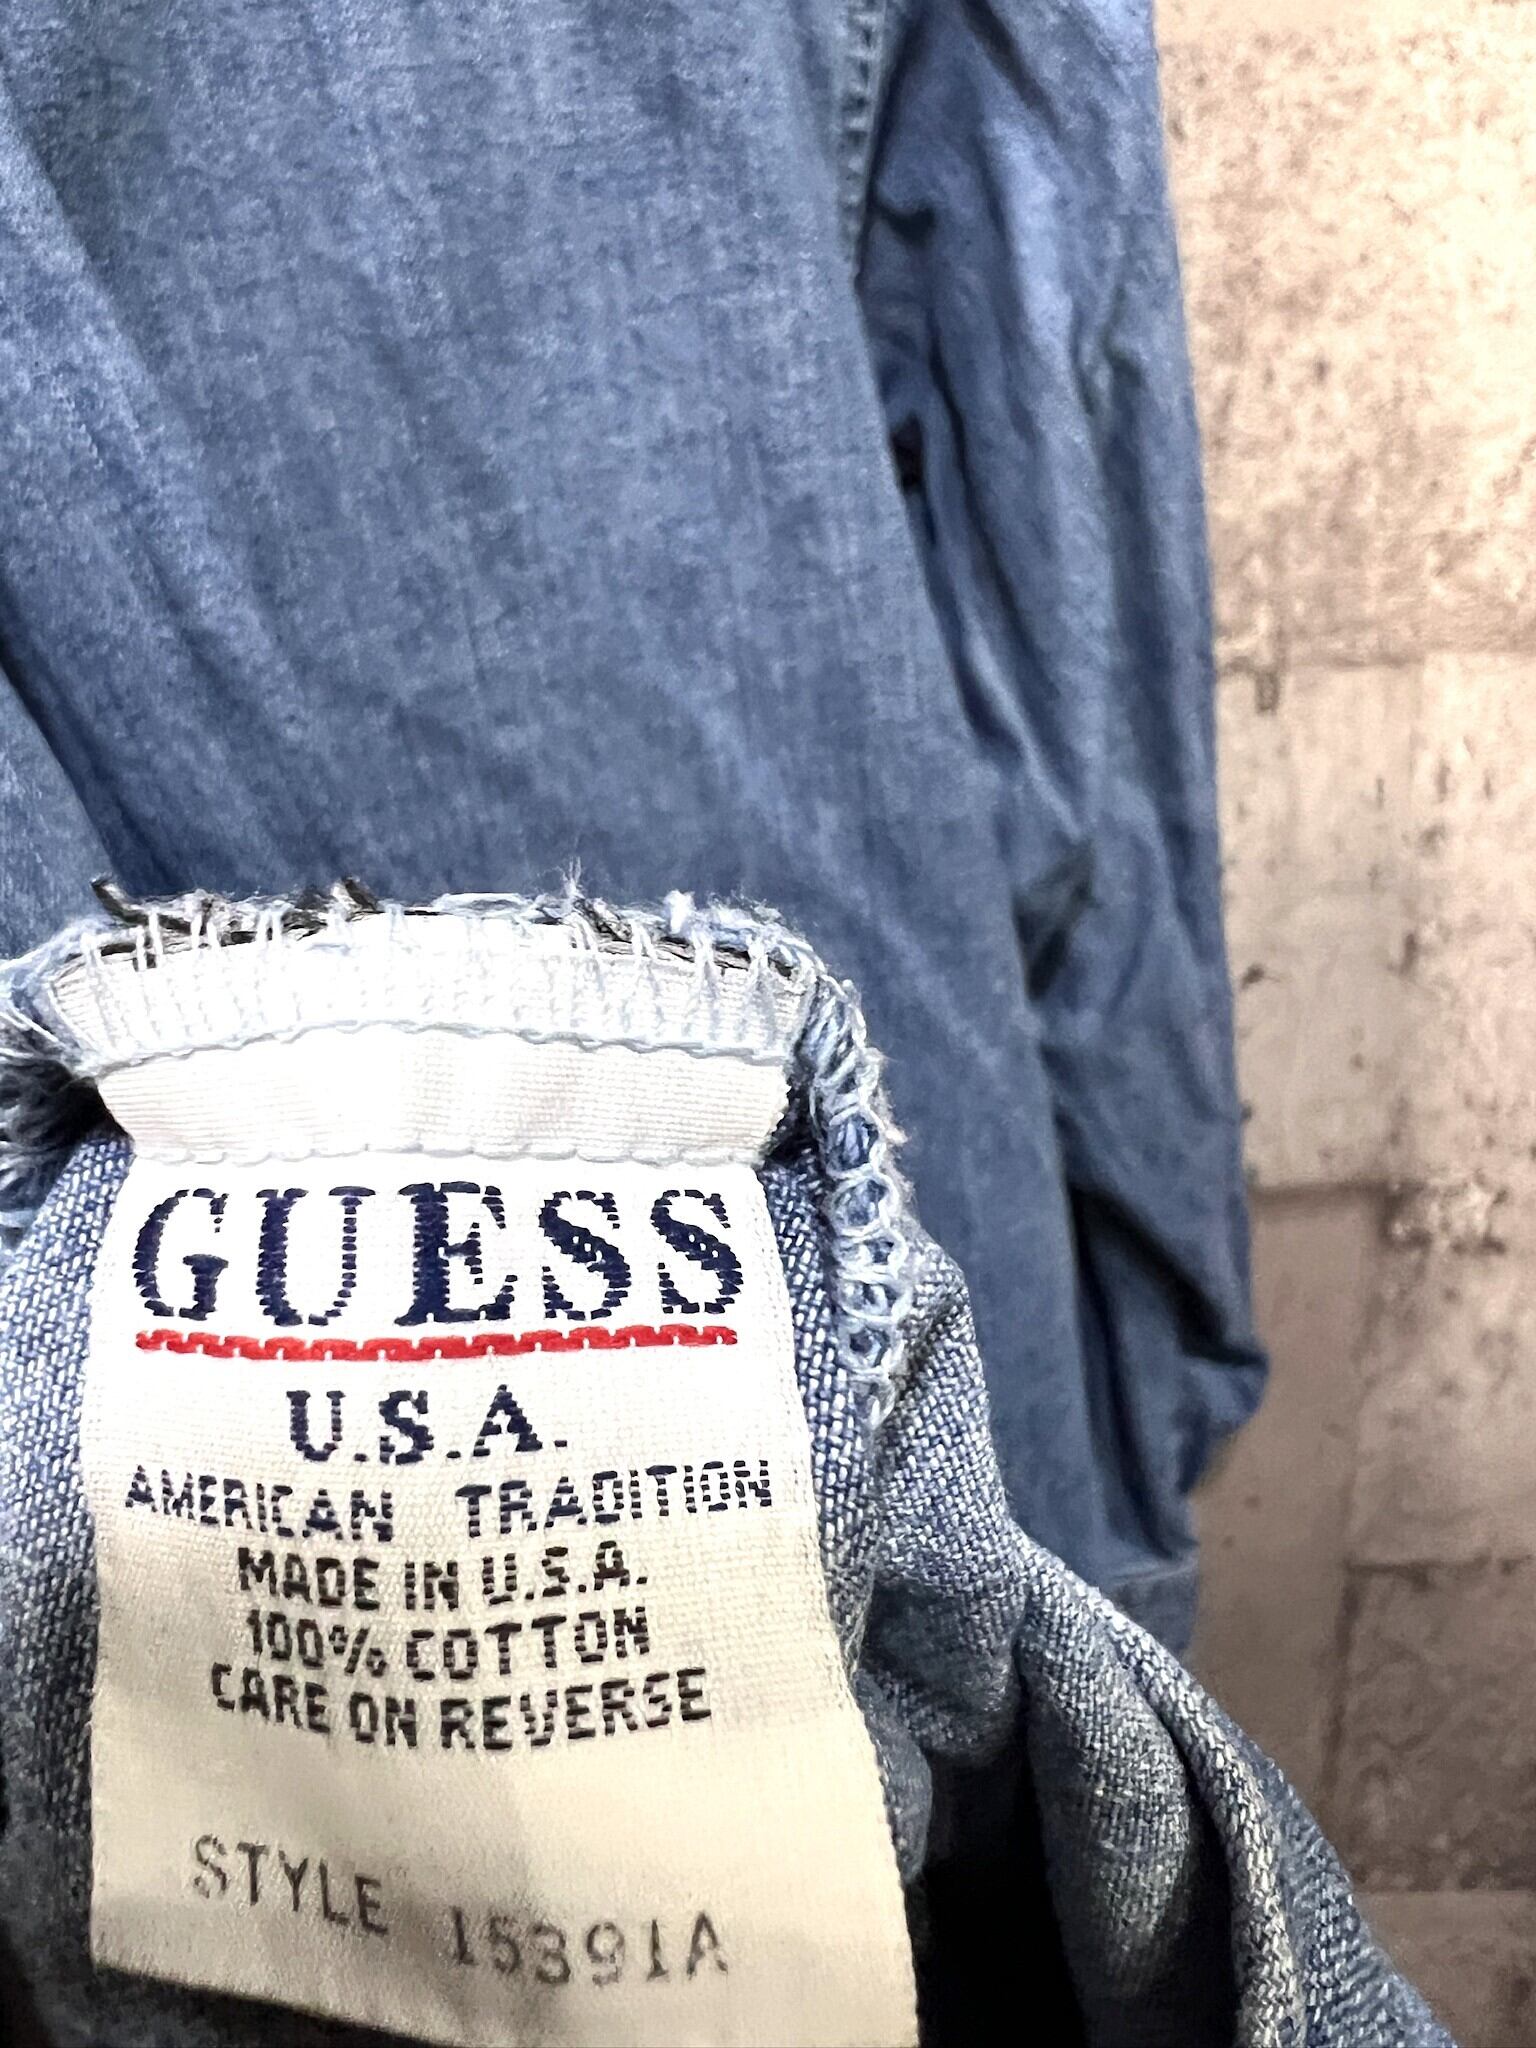 GUESS
U.S.A.
AMERICAN TRADITION
MADE IN U.S.A.
100% COTTON
CARE ON REVERSE
STYLE 15391A